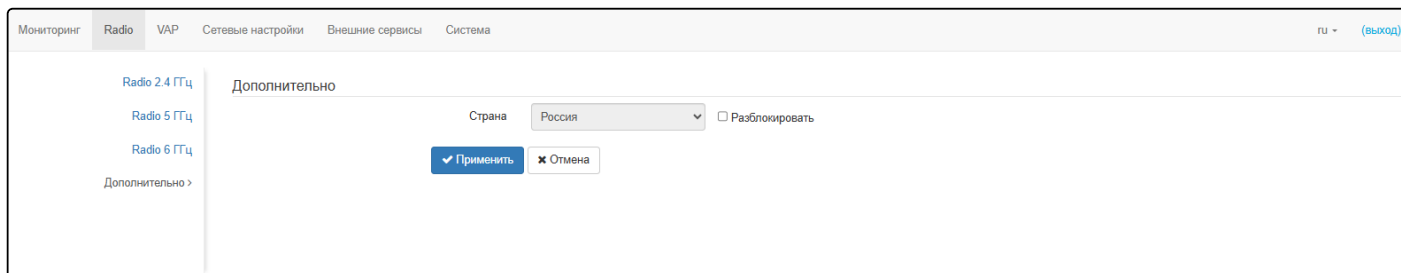 Мониторинг Radio VAP Сетевые настройки Внешние сервисы Система ru (выход)
Radio 2.4 ГГц
Дополнительно
Radio 5 ГГц
Страна Россия Разблокировать
Radio 6 ГГц
Применить Отмена
Дополнительно >